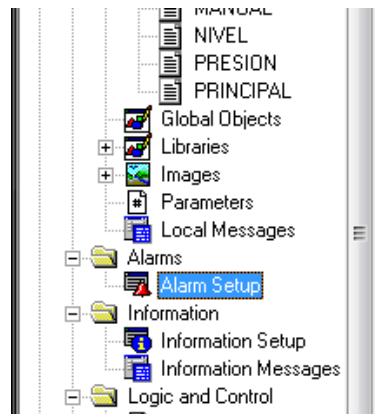 MANUAL
NIVEL
PRESION
PRINCIPAL
Global Objects
Libraries
Images
Parameters
Local Messages
Alarms
Alarm Setup
Information
Information Setup
Information Messages
Logic and Control